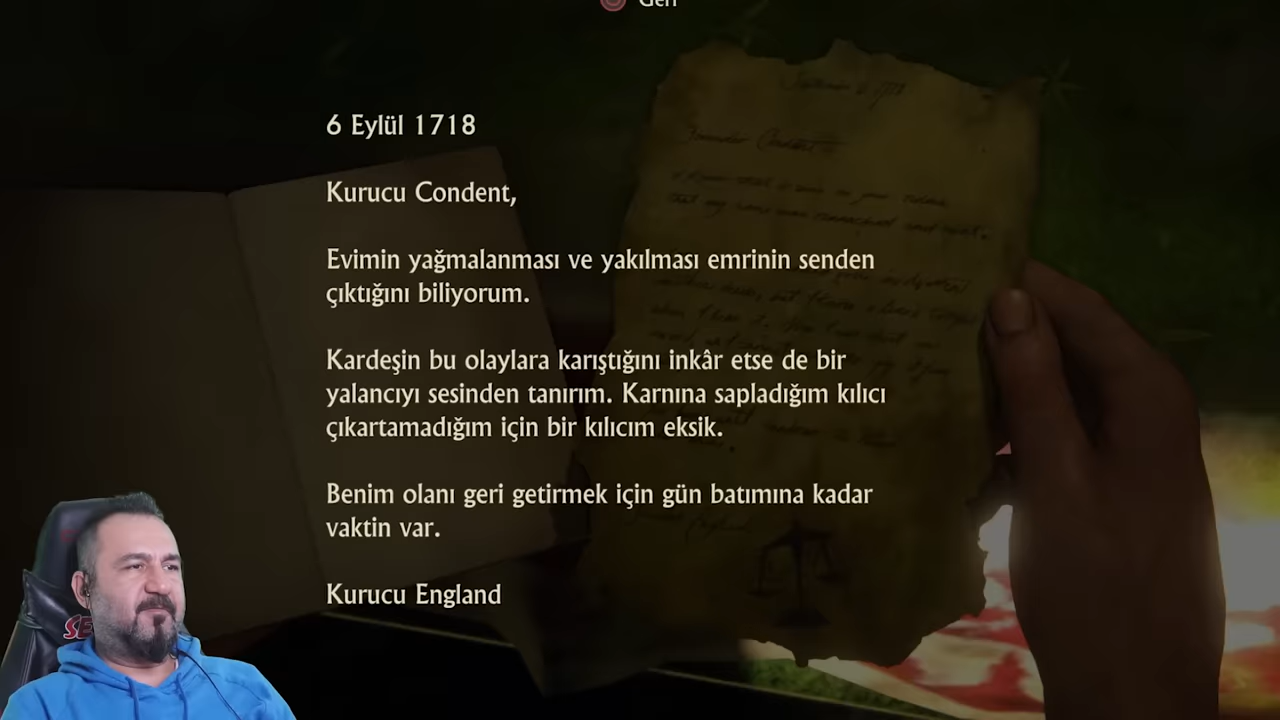 Geri
6 Eylül 1718
Kurucu Condent,
Evimin yağmalanması ve yakılması emrinin senden
çıktığını biliyorum.
Kardeşin bu olaylara karıştığını inkâr etse de bir
yalancıyı sesinden tanırım. Karnına sapladığım kılıcı
çıkartamadığım için bir kılıcım eksik.
Benim olanı geri getirmek için gün batımına kadar
vaktin var.
Kurucu England